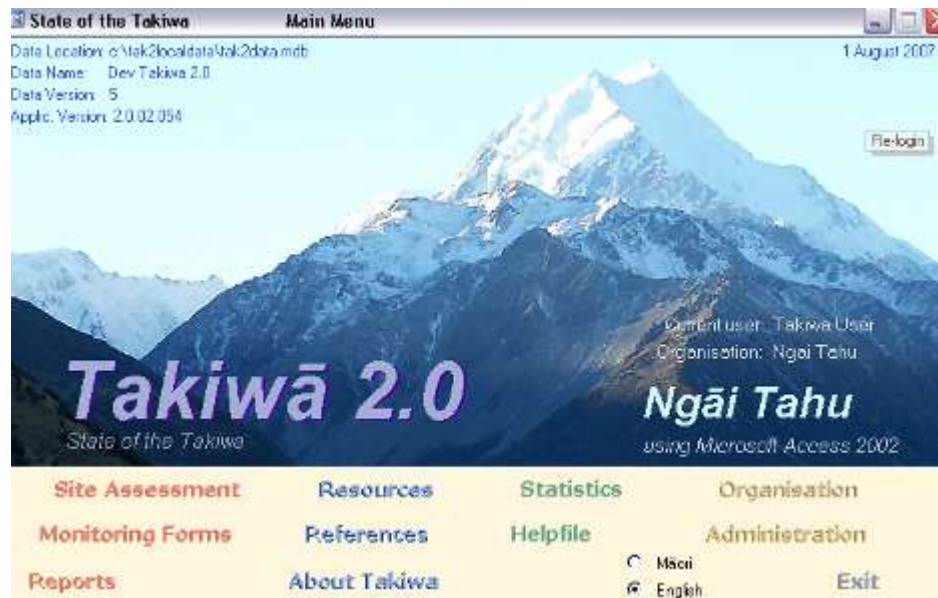 State of the Takiwa Main Menu
Data Location: c:\tak2localdata\tak2data.mdb 1 August 2007
Data Name: Dev Takiwa 2.0
Data Version: 5
Applic. Version: 2.0.02.054
Re-login
Current user: Takiwa User
Organisation: Ngai Tahu
Takiwā 2.0
Ngāi Tahu
State of the Takiwa
using Microsoft Access 2002
Site Assessment Resources Statistics Organisation
Monitoring Forms References Helpfile Administration
Māori
Reports About Takiwa English Exit